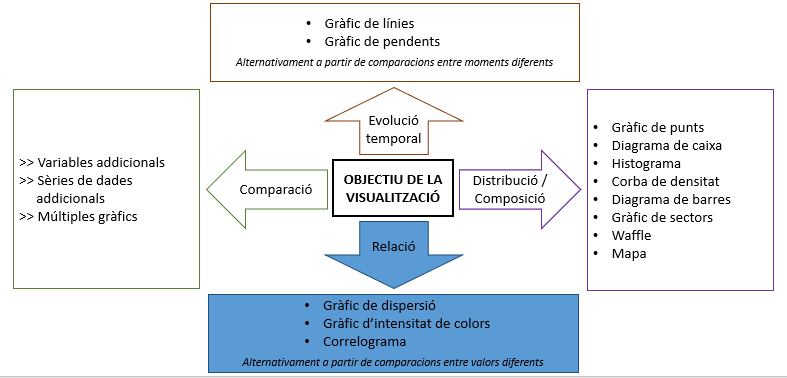 • Gràfic de línies
• Gràfic de pendents
Alternativament a partir de comparacions entre moments diferents
Evolució
temporal
>> Variables addicionals
>> Sèries de dades
addicionals
>> Múltiples gràfics
Comparació
OBJECTIU DE LA
VISUALITZACIÓ
Distribució /
Composició
• Gràfic de punts
• Diagrama de caixa
• Histograma
• Corba de densitat
• Diagrama de barres
• Gràfic de sectors
• Waffle
• Mapa
Relació
• Gràfic de dispersió
• Gràfic d'intensitat de colors
• Correlograma
Alternativament a partir de comparacions entre valors diferents